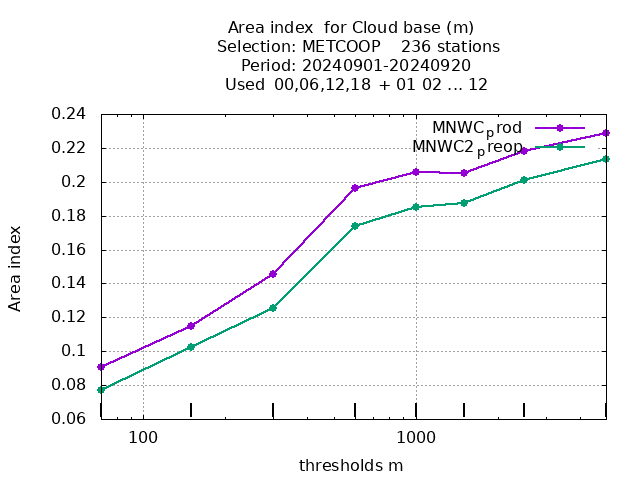 Area index  for Cloud base (m)
Selection: METCOOP    236 stations
Period: 20240901-20240920
Used  00,06,12,18 + 01 02 ... 12
MNWCprod
MNWC2preop
0.24
0.22
0.2
0.18
0.16
0.14
0.12
0.1
0.08
0.06
Area index
100
1000
thresholds m